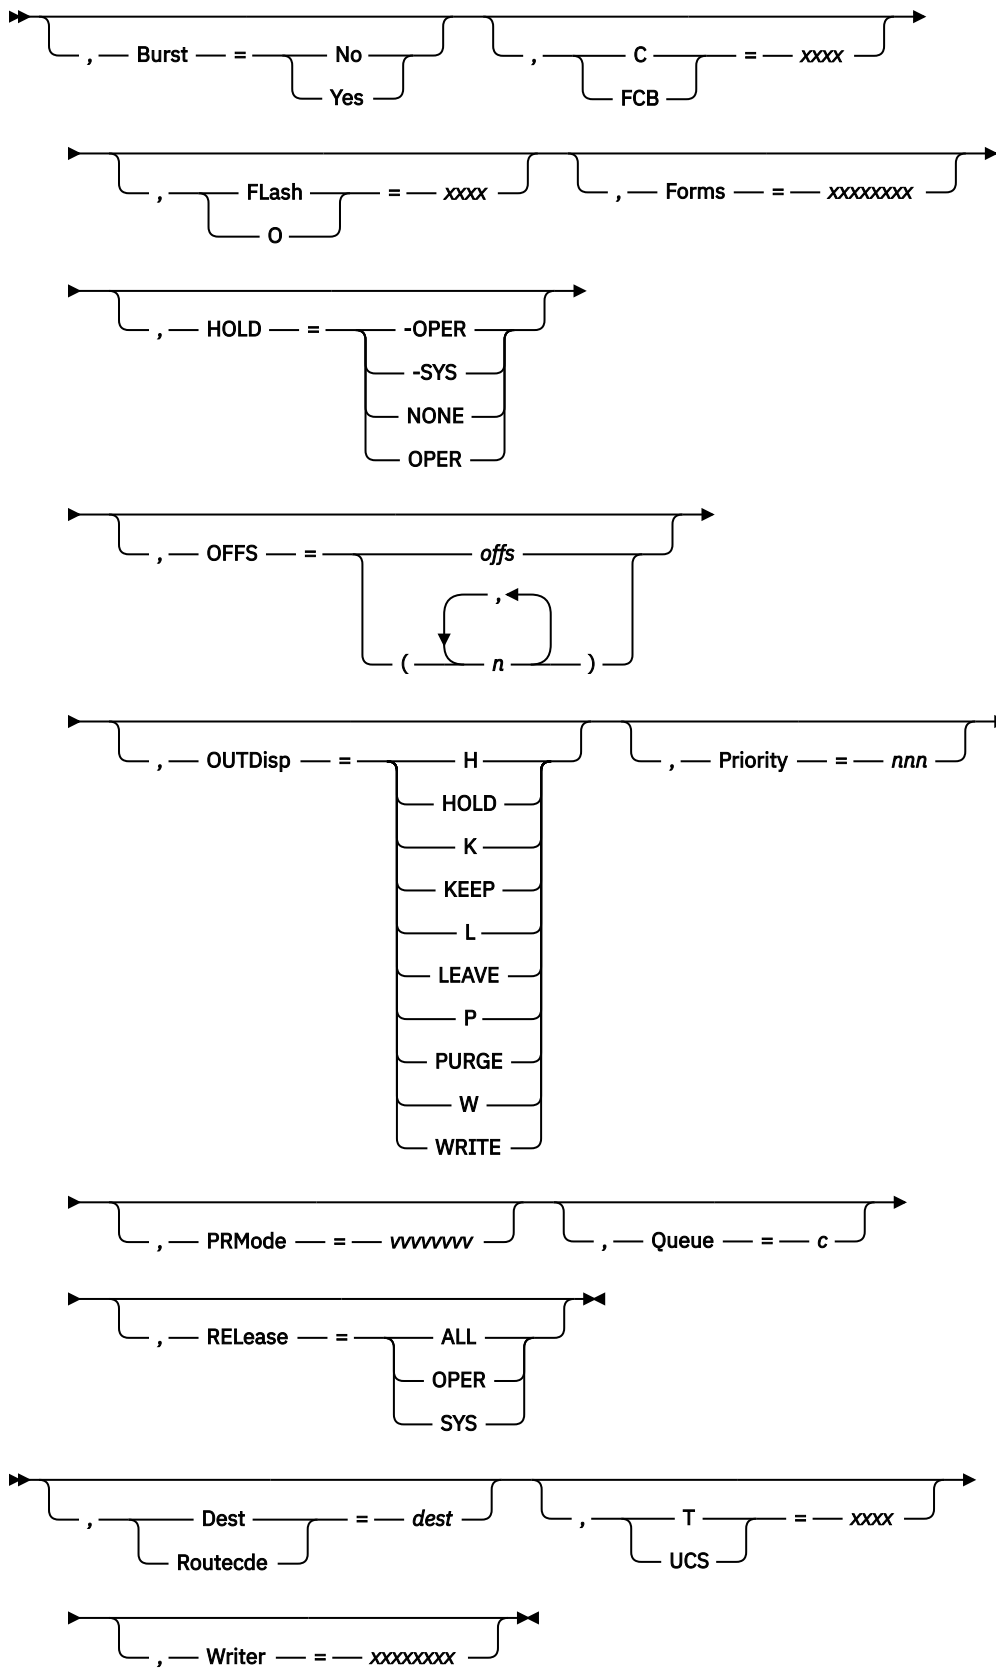 , Burst = No , C = xxxx
Yes FCB
, FLash = xxxx , Forms = xxxxxxxx
O
, HOLD = -OPER
-SYS
NONE
OPER
, OFFS = offs
,
( n )
, OUTDisp = H , Priority = nnn
HOLD
K
KEEP
L
LEAVE
P
PURGE
W
WRITE
, PRMode = vvvvvvvv , Queue = c
, RELease = ALL
OPER
SYS
, Dest = dest , T = xxxx
Routecde UCS
, Writer = xxxxxxxx